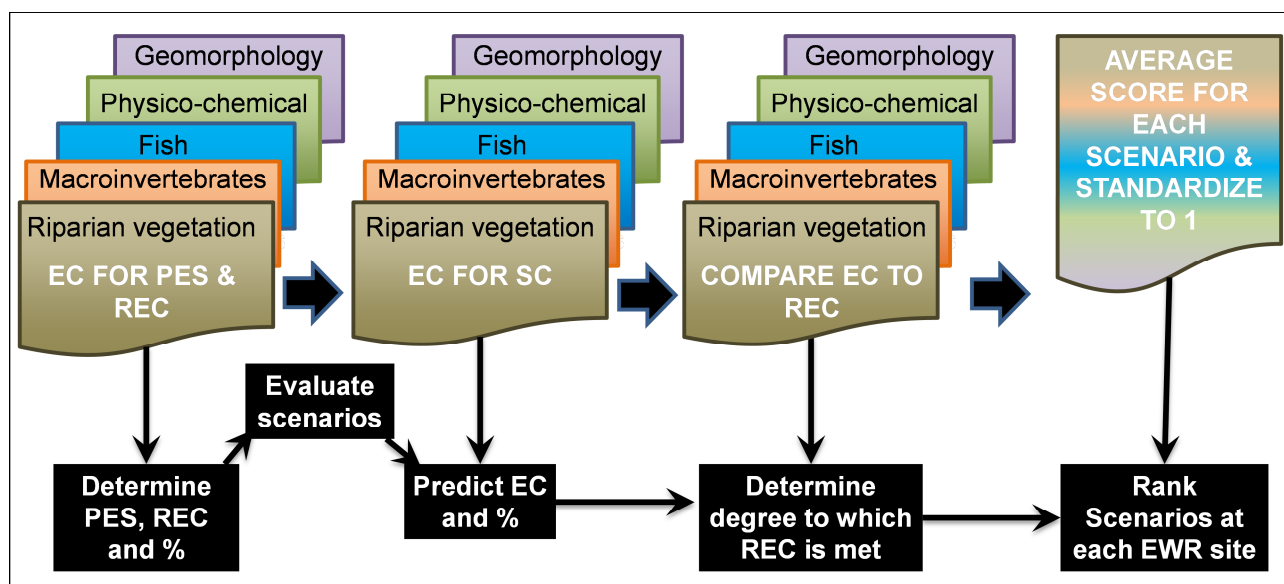 Geomorphology
Physico-chemical
Fish
Macroinvertebrates
Riparian vegetation
EC FOR PES &
REC
Geomorphology
Physico-chemical
Fish
Macroinvertebrates
Riparian vegetation
EC FOR SC
Geomorphology
Physico-chemical
Fish
Macroinvertebrates
Riparian vegetation
COMPARE EC TO
REC
AVERAGE
SCORE FOR
EACH
SCENARIO &
STANDARDIZE
TO 1
Determine
PES, REC
and %
Evaluate
scenarios
Predict EC
and %
Determine
degree to which
REC is met
Rank
Scenarios at
each EWR site